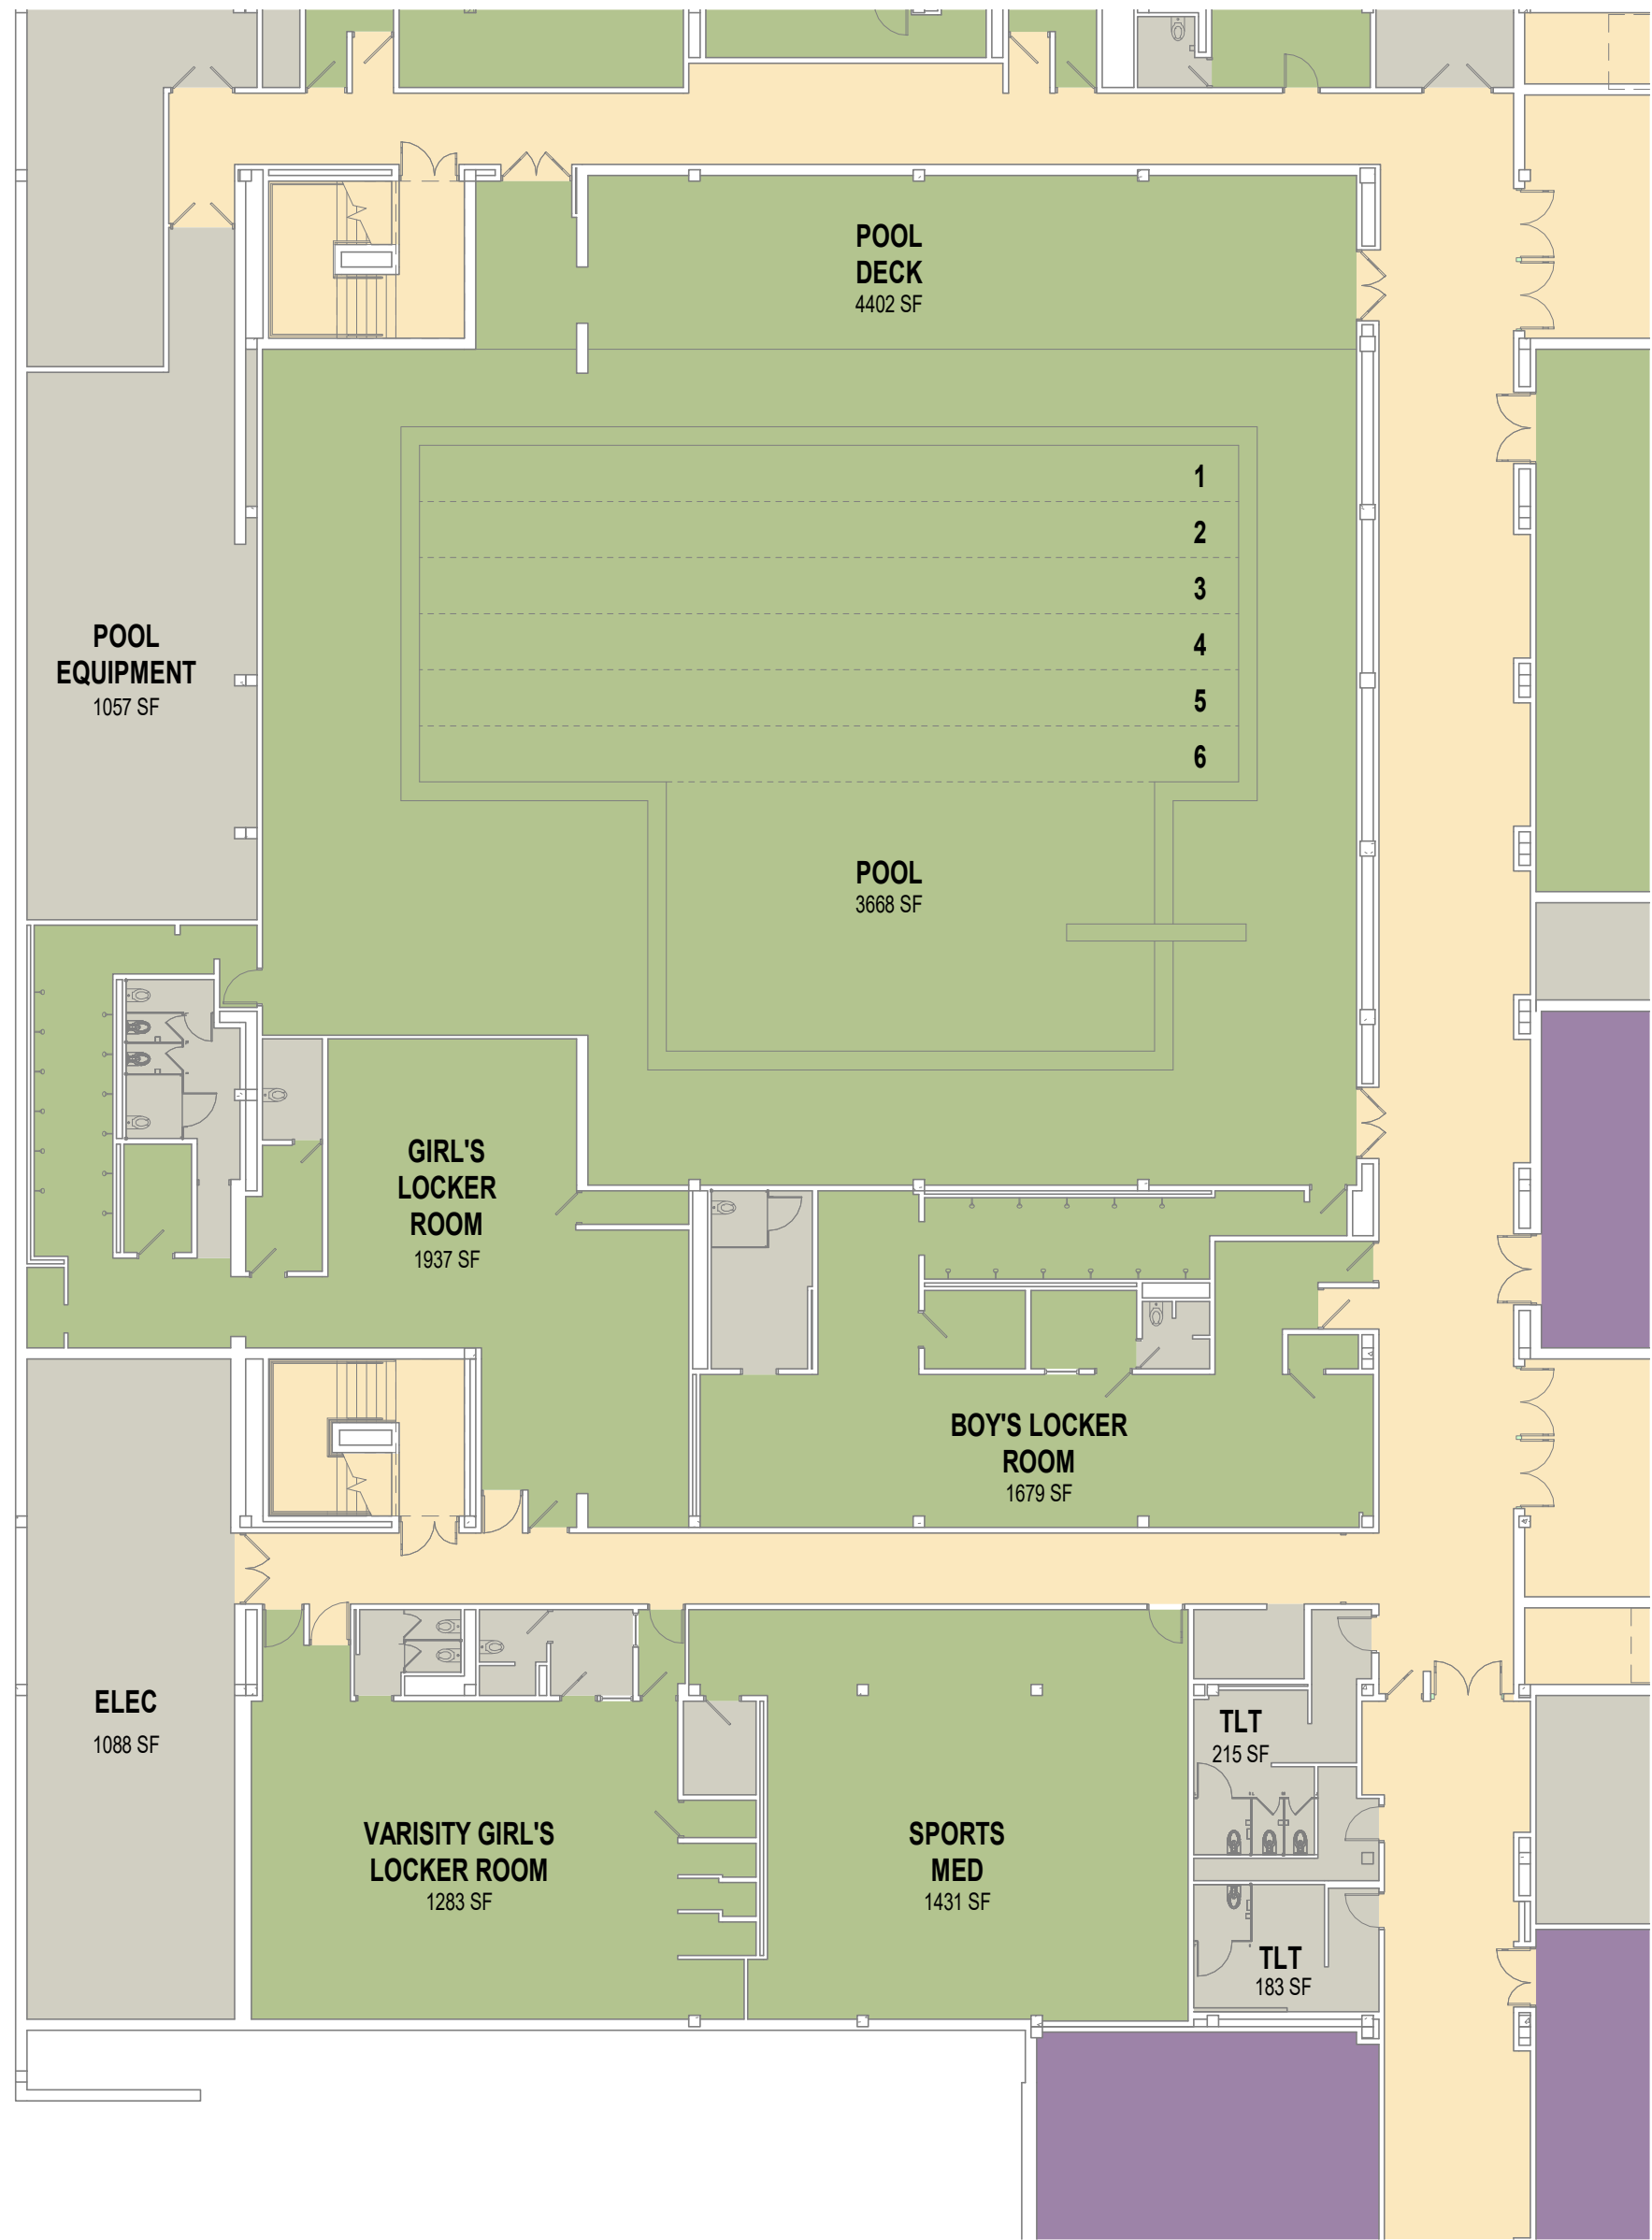 POOL
DECK
4402 SF
1
2
3
4
5
6
POOL
EQUIPMENT
1057 SF
POOL
3668 SF
GIRL'S
LOCKER
ROOM
1937 SF
BOY'S LOCKER
ROOM
1679 SF
ELEC
1088 SF
TLT
215 SF
VARISITY GIRL'S
LOCKER ROOM
1283 SF
SPORTS
MED
1431 SF
TLT
183 SF